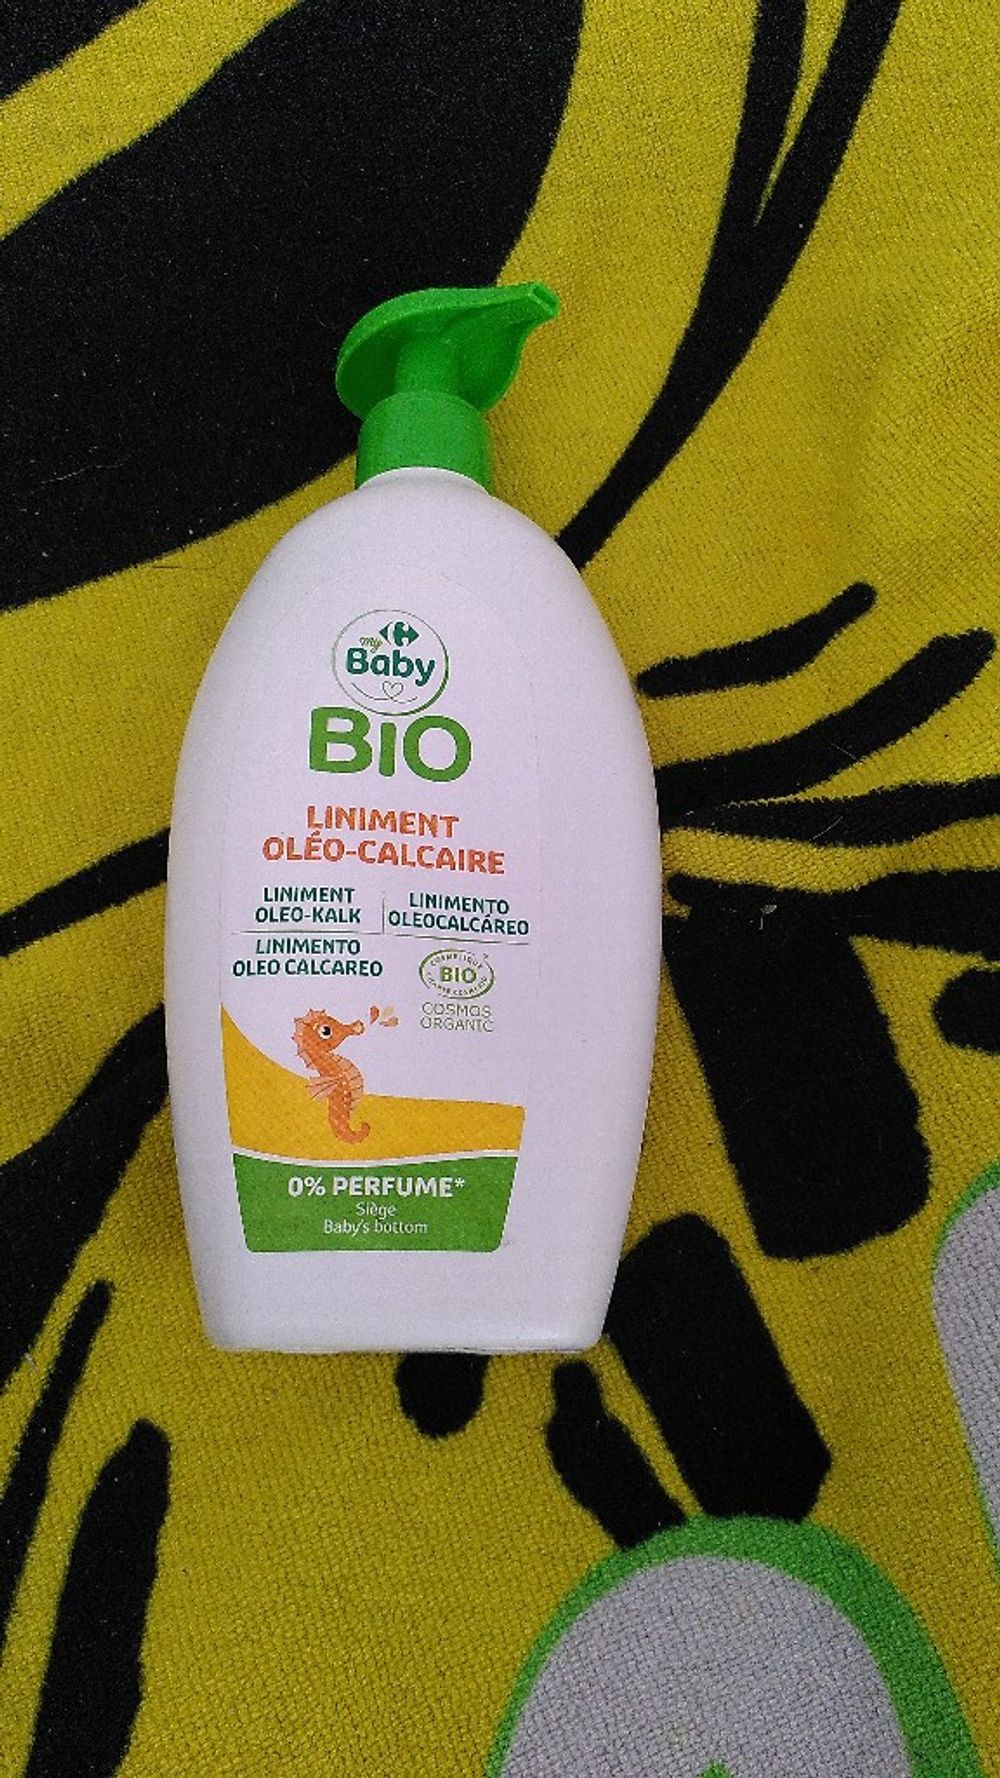 my
Baby
BIO
LINIMENT
OLÉO-CALCAIRE
LINIMENT
OLEO-KALK
LINIMENTO
OLEOCALCÁREO
LINIMENTO
OLEO CALCAREO
COSMÉTIQUE
BIO
COSMOS
ORGANIC
0% PERFUME*
Siège
Baby's bottom